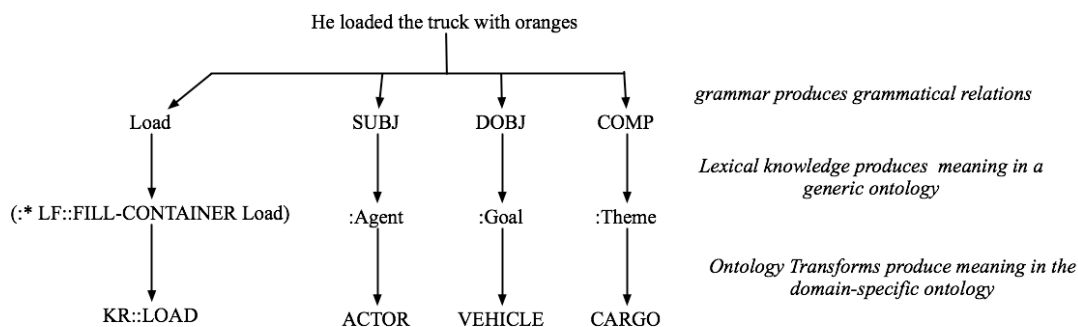 He loaded the truck with oranges
grammar produces grammatical relations
Load SUBJ DOBJ COMP
Lexical knowledge produces meaning in a
generic ontology
(:* LF::FILL-CONTAINER Load) :Agent :Goal :Theme
Ontology Transforms produce meaning in the
domain-specific ontology
KR::LOAD ACTOR VEHICLE CARGO